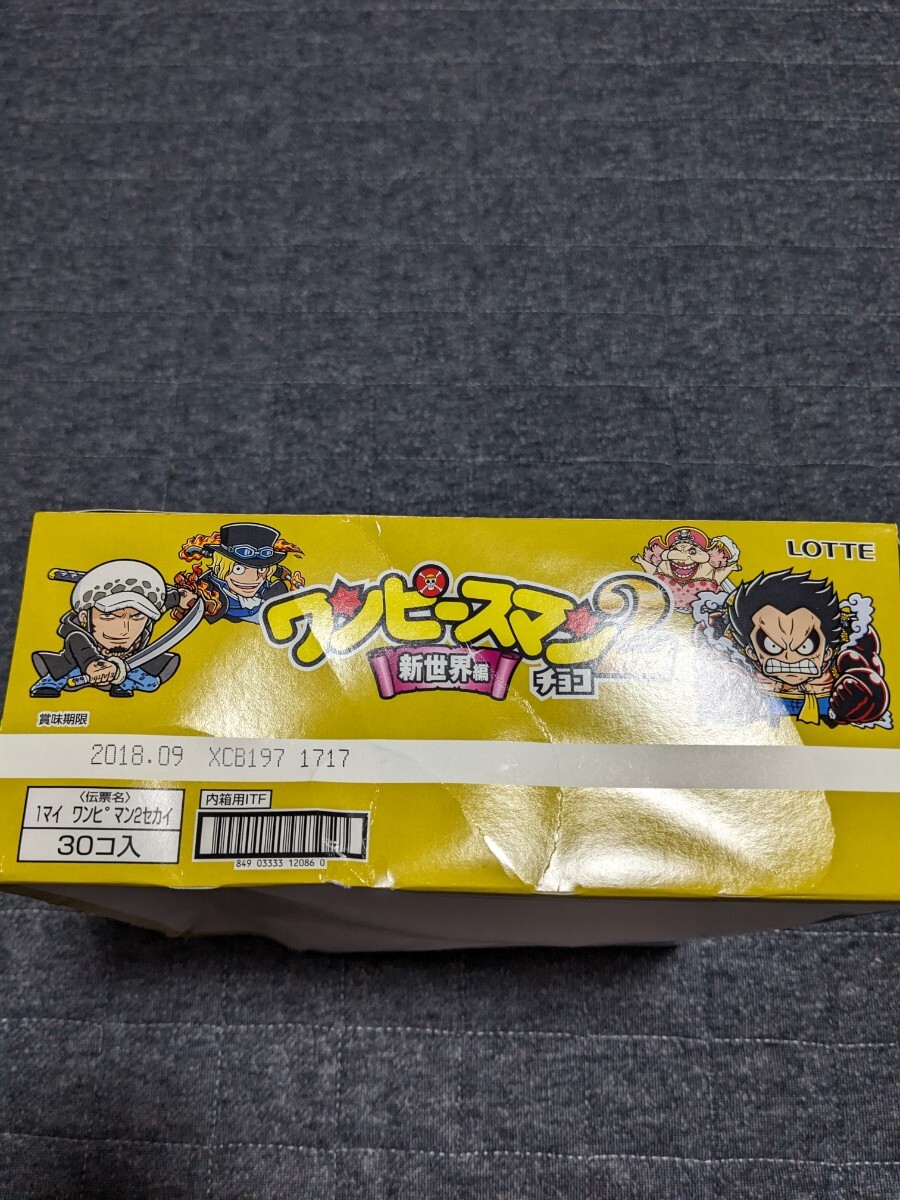 LOTTE
ワンピースマン2
新世界編
チョコ
賞味期限
2018.09 XCB197 1717
〈伝票名〉
1マイ ワンピマン2セカイ
30コ入
内箱用ITF
849 03333 12086 0